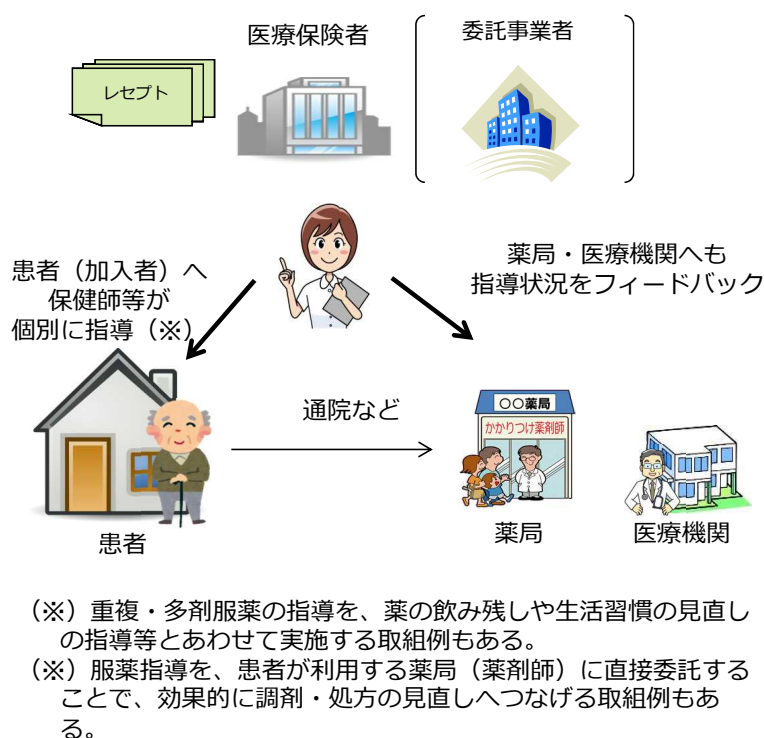 医療保険者
委託事業者
レセプト
患者（加入者）へ
保健師等が
個別に指導（※）
薬局・医療機関へも
指導状況をフィードバック
通院など
〇〇薬局
かかりつけ薬剤師
患者
薬局
医療機関
（※）重複・多剤服薬の指導を、薬の飲み残しや生活習慣の見直し
の指導等とあわせて実施する取組例もある。
（※）服薬指導を、患者が利用する薬局（薬剤師）に直接委託する
ことで、効果的に調剤・処方の見直しへつなげる取組例もあ
る。